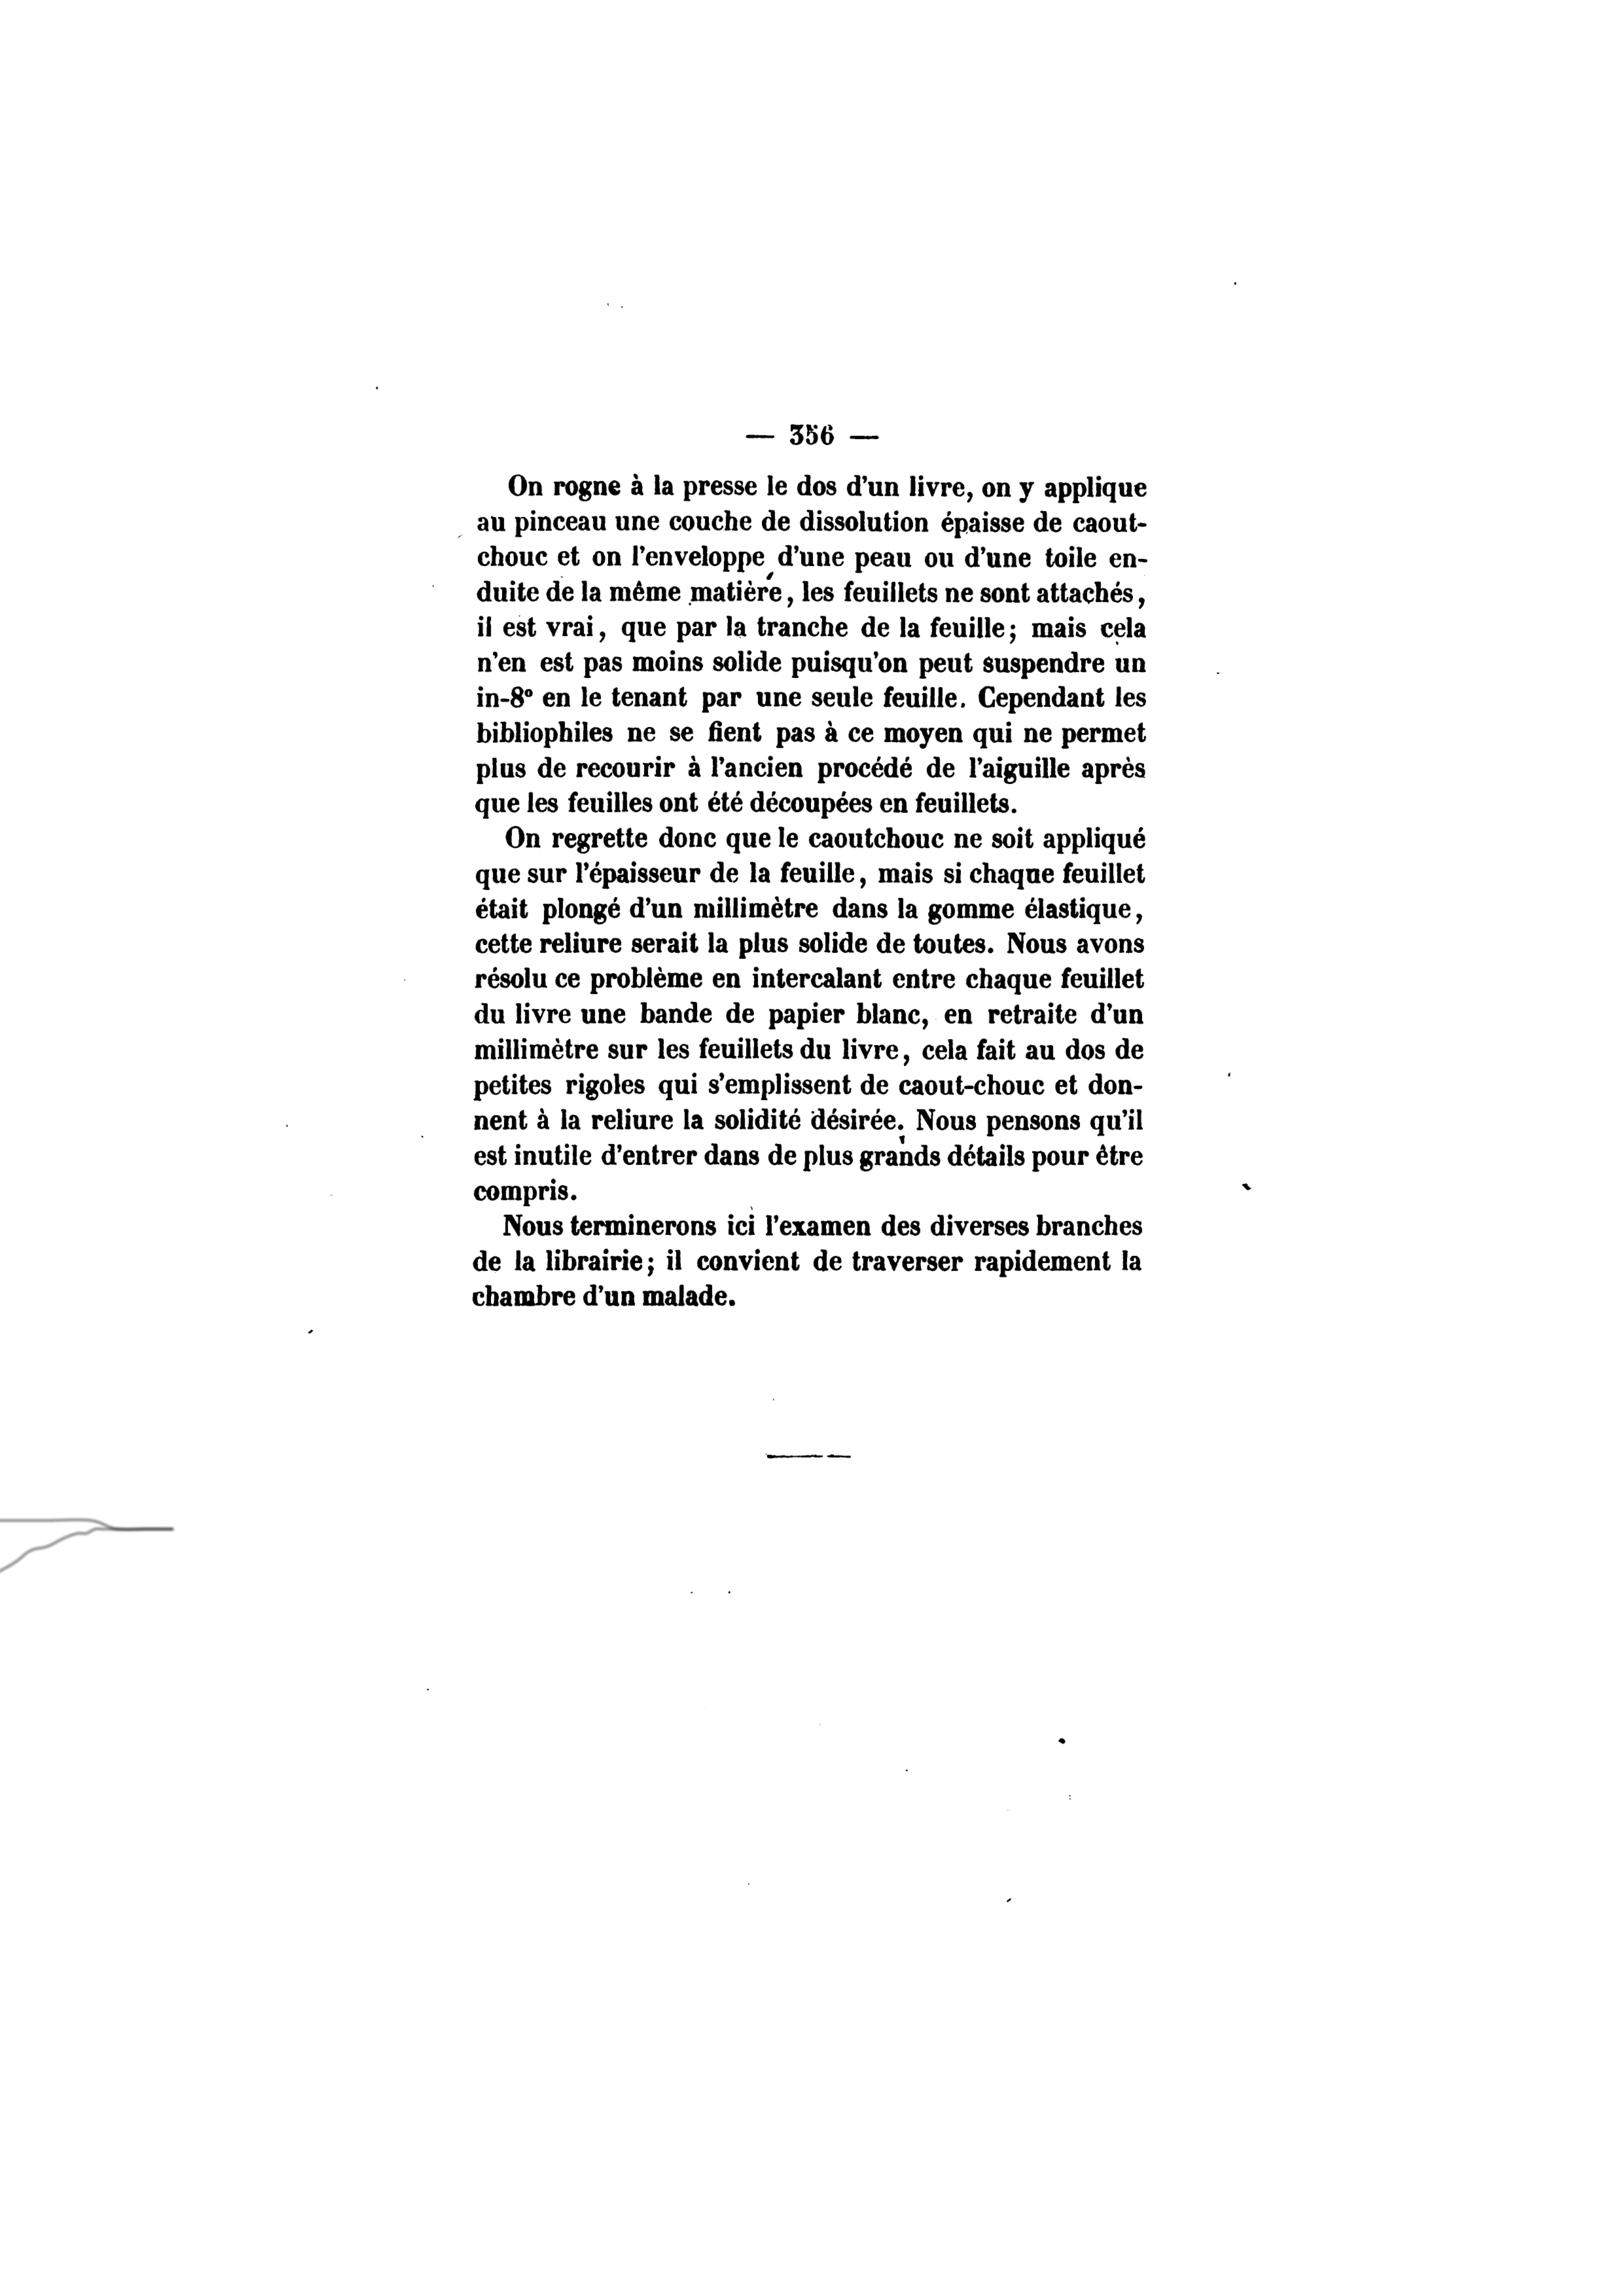 — 356 —
On rogne à la presse le dos d'un livre, on y applique
au pinceau une couche de dissolution épaisse de caout-
chouc et on l'enveloppe d'une peau ou d'une toile en-
duite de la même matière, les feuillets ne sont attachés,
il est vrai, que par la tranche de la feuille; mais cela
n'en est pas moins solide puisqu'on peut suspendre un
in-8° en le tenant par une seule feuille. Cependant les
bibliophiles ne se fient pas à ce moyen qui ne permet
plus de recourir à l'ancien procédé de l'aiguille après
que les feuilles ont été découpées en feuillets.
On regrette donc que le caoutchouc ne soit appliqué
que sur l'épaisseur de la feuille, mais si chaque feuillet
était plongé d'un millimètre dans la gomme élastique,
cette reliure serait la plus solide de toutes. Nous avons
résolu ce problème en intercalant entre chaque feuillet
du livre une bande de papier blanc, en retraite d'un
millimètre sur les feuillets du livre, cela fait au dos de
petites rigoles qui s'emplissent de caout-chouc et don-
nent à la reliure la solidité désirée. Nous pensons qu'il
est inutile d'entrer dans de plus grands détails pour être
compris.
Nous terminerons ici l'examen des diverses branches
de la librairie; il convient de traverser rapidement la
chambre d'un malade.